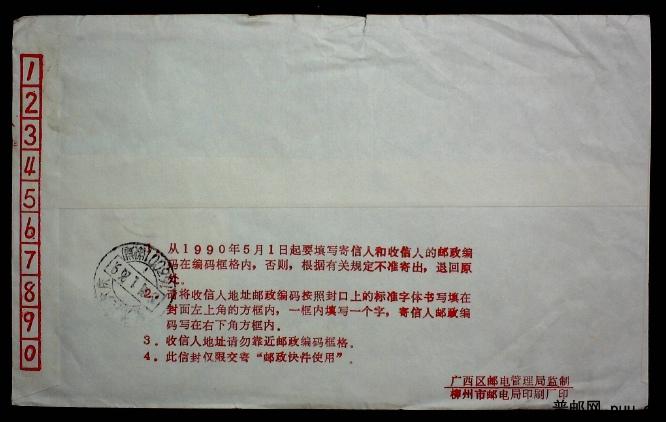 1
2
3
4
5
6
7
8
9
0
1．从1990年5月1日起要填写寄信人和收信人的邮政编
码在编码框格内，否则，根据有关规定不准寄出，退回原
处。
2．请将收信人地址邮政编码按照封口上的标准字体书写填在
封面左上角的方框内，一框内填写一个字，寄信人邮政编
码写在右下角方框内。
3．收信人地址请勿靠近邮政编码框格。
4．此信封仅限交寄“邮政快件使用”。
广西区邮电管理局监制
柳州市邮电局印刷厂印
普邮网